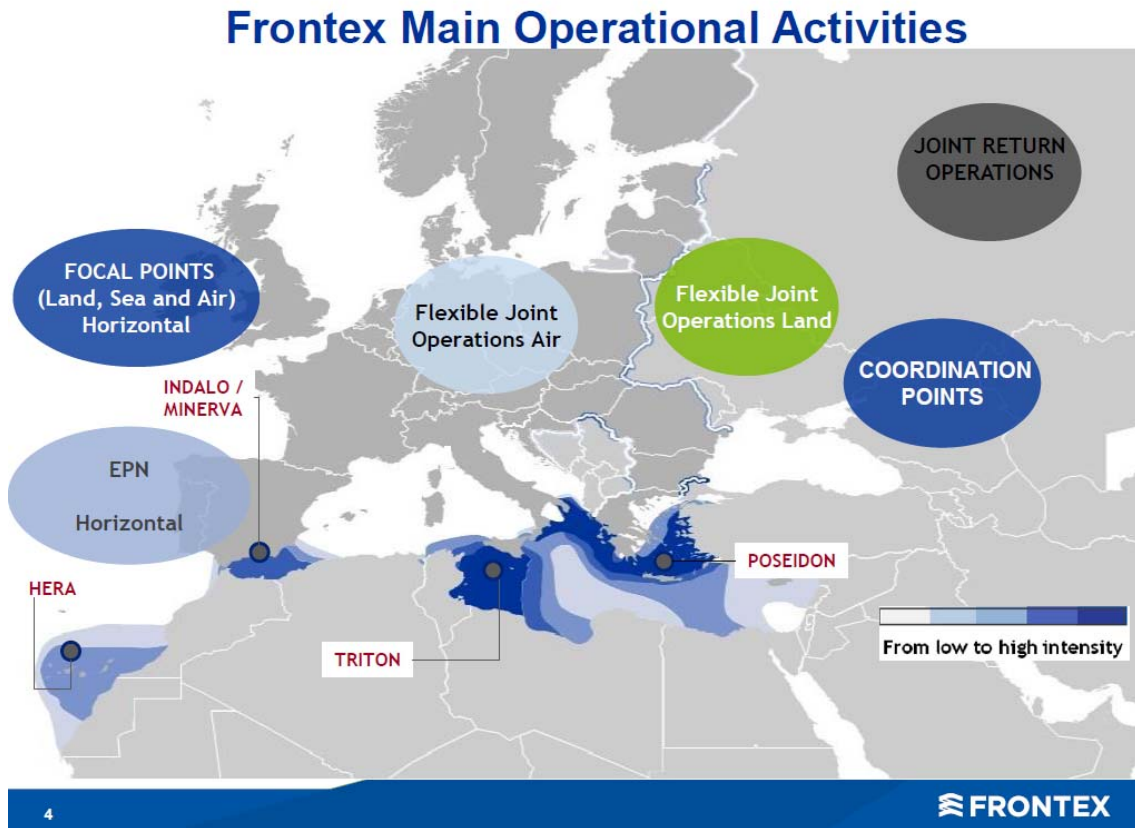 Frontex Main Operational Activities
JOINT RETURN
OPERATIONS
FOCAL POINTS
(Land, Sea and Air)
Horizontal
Flexible Joint
Operations Air
Flexible Joint
Operations Land
COORDINATION
POINTS
INDALO /
MINERVA
EPN
Horizontal
HERA
POSEIDON
TRITON
From low to high intensity
4
FRONTEX